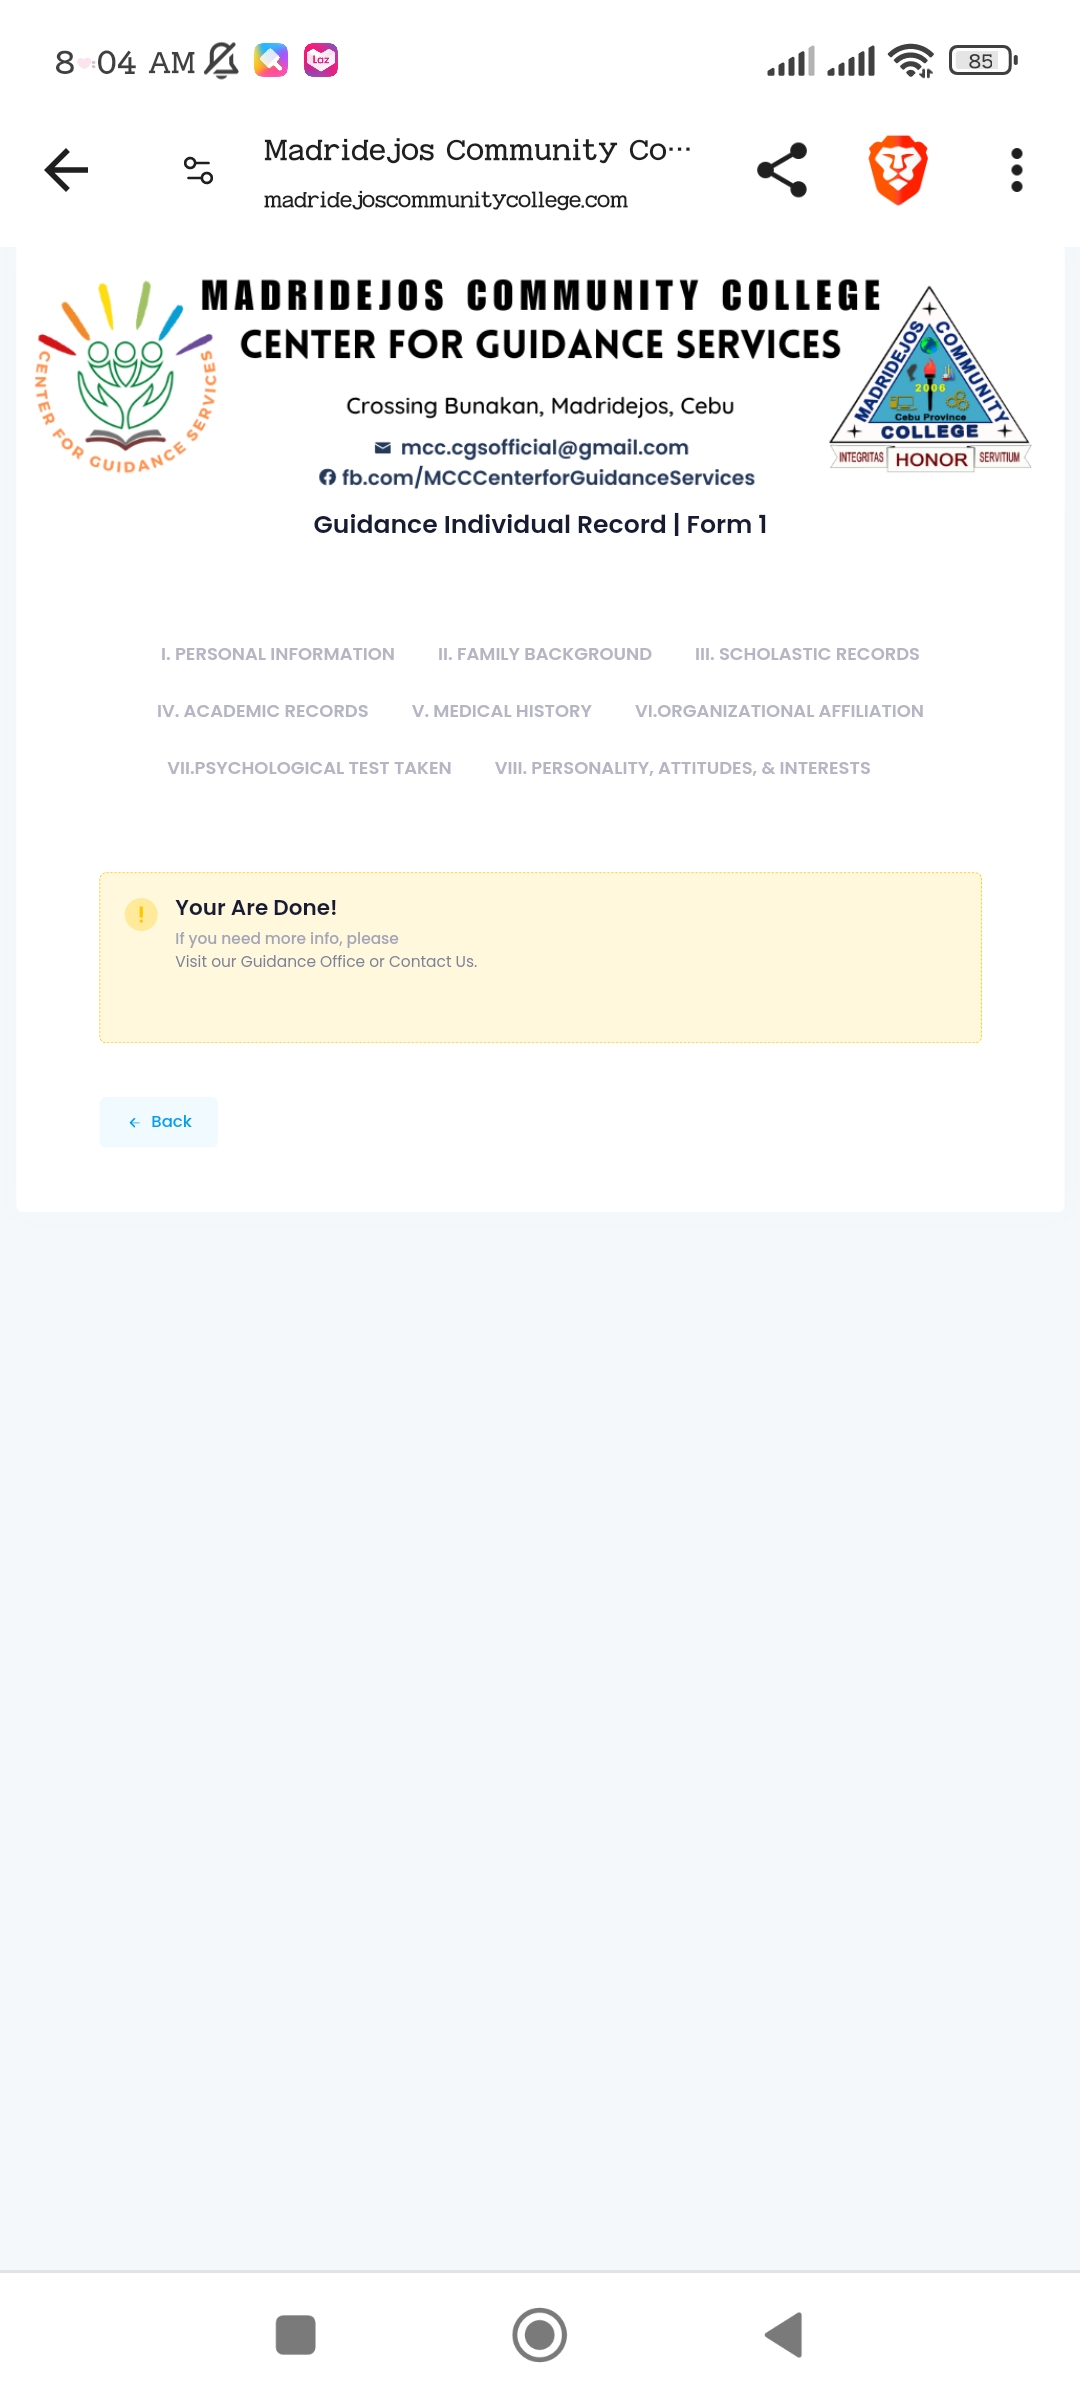 8:04 AM
Laz
85
Madridejos Community Co...
madridejoscommunitycollege.com
MADRIDEJOS COMMUNITY COLLEGE
CENTER FOR GUIDANCE SERVICES
CENTER FOR GUIDANCE SERVICES
Crossing Bunakan, Madridejos, Cebu
mcc.cgsofficial@gmail.com
fb.com/MCCCenterforGuidanceServices
MADRIDEJOS COMMUNITY
2006
Cebu Province
COLLEGE
INTEGRITAS HONOR SERVITIUM
Guidance Individual Record | Form 1
I. PERSONAL INFORMATION II. FAMILY BACKGROUND III. SCHOLASTIC RECORDS
IV. ACADEMIC RECORDS V. MEDICAL HISTORY VI.ORGANIZATIONAL AFFILIATION
VII.PSYCHOLOGICAL TEST TAKEN VIII. PERSONALITY, ATTITUDES, & INTERESTS
Your Are Done!
If you need more info, please
Visit our Guidance Office or Contact Us.
Back